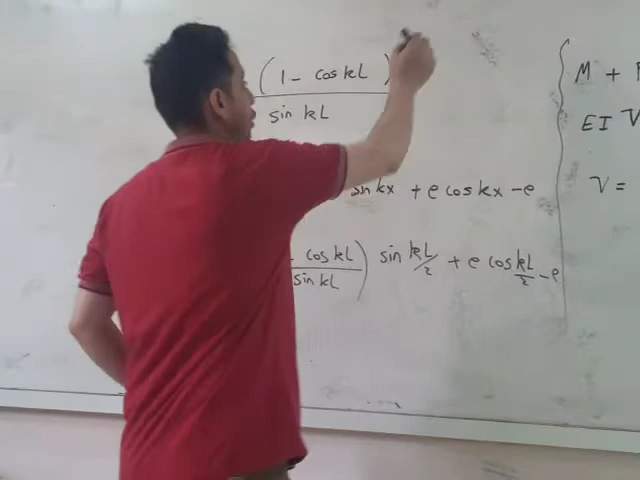 (1 - cos kL)
sin kL
sin kx + e cos kx - e
- cos kL) sin kL/2 + e cos kL/2 - e
sin kL
M +
EI V
V =